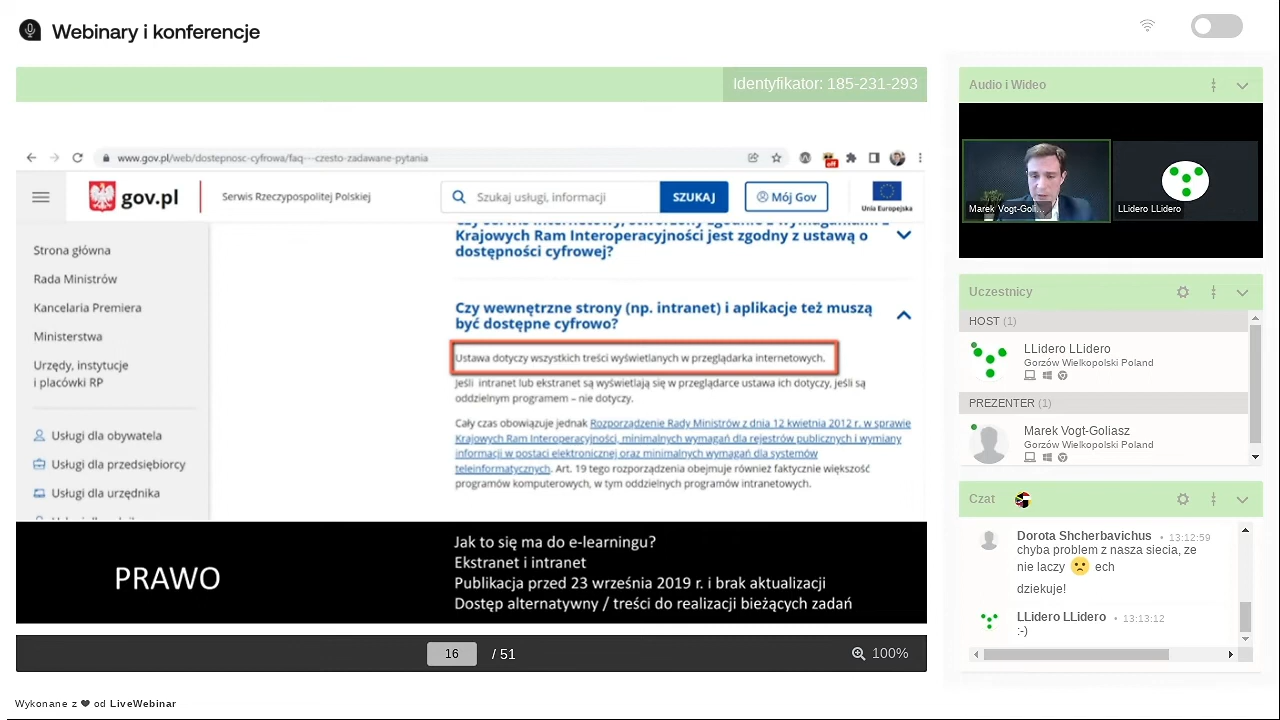 Webinary i konferencje
Identyfikator: 185-231-293
www.gov.pl/web/dostepnosc-cyfrowa/faq---czesto-zadawane-pytania
off
gov.pl
Serwis Rzeczypospolitej Polskiej
Szukaj usługi, informacji
SZUKAJ
Mój Gov
Unia Europejska
Strona główna
Rada Ministrów
Kancelaria Premiera
Ministerstwa
Urzędy, instytucje
i placówki RP
Usługi dla obywatela
Usługi dla przedsiębiorcy
Usługi dla urzędnika
Czy serwis internetowy, stworzony zgodnie z wymaganiami z
Krajowych Ram Interoperacyjności jest zgodny z ustawą o
dostępności cyfrowej?
Czy wewnętrzne strony (np. intranet) i aplikacje też muszą
być dostępne cyfrowo?
Ustawa dotyczy wszystkich treści wyświetlanych w przeglądarka internetowych.
Jeśli intranet lub ekstranet są wyświetlają się w przeglądarce ustawa ich dotyczy, jeśli są
oddzielnym programem – nie dotyczy.
Cały czas obowiązuje jednak Rozporządzenie Rady Ministrów z dnia 12 kwietnia 2012 r. w sprawie
Krajowych Ram Interoperacyjności, minimalnych wymagań dla rejestrów publicznych i wymiany
informacji w postaci elektronicznej oraz minimalnych wymagań dla systemów
teleinformatycznych. Art. 19 tego rozporządzenia obejmuje również faktycznie większość
programów komputerowych, w tym oddzielnych programów intranetowych.
PRAWO
Jak to się ma do e-learningu?
Ekstranet i intranet
Publikacja przed 23 września 2019 r. i brak aktualizacji
Dostęp alternatywny / treści do realizacji bieżących zadań
16 / 51
100%
Wykonane z od LiveWebinar
Audio i Wideo
Marek Vogt-Goli...
LLidero LLidero
Uczestnicy
HOST (1)
LLidero LLidero
Gorzów Wielkopolski Poland
PREZENTER (1)
Marek Vogt-Goliasz
Gorzów Wielkopolski Poland
Czat
Dorota Shcherbavichus • 13:12:59
chyba problem z nasza siecia, ze
nie laczy 🙁 ech
dziekuje!
LLidero LLidero • 13:13:12
:-)